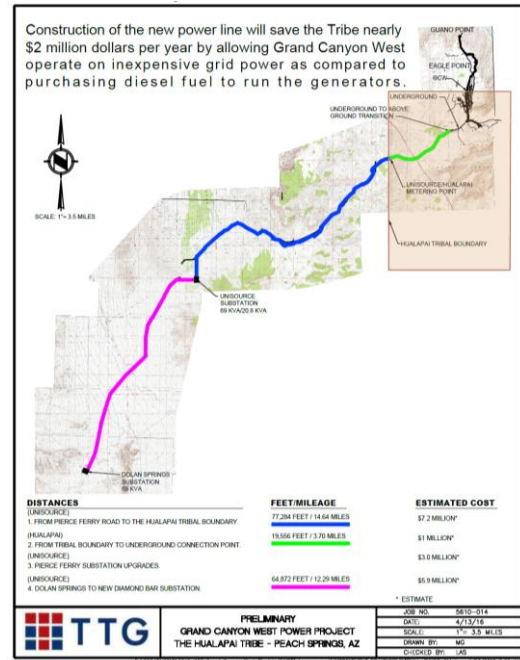 Construction of the new power line will save the Tribe nearly
$2 million dollars per year by allowing Grand Canyon West
operate on inexpensive grid power as compared to
purchasing diesel fuel to run the generators.
GUANO POINT
EAGLE POINT
GCW
UNDERGROUND
UNDERGROUND TO ABOVE
GROUND TRANSITION
UNISOURCE/HUALAPAI
METERING POINT
HUALAPAI TRIBAL BOUNDARY
SCALE: 1"= 3.5 MILES
UNISOURCE
SUBSTATION
69 KVA/20.8 KVA
DOLAN SPRINGS
SUBSTATION
69 KVA
DISTANCES FEET/MILEAGE ESTIMATED COST
(UNISOURCE)
1. FROM PIERCE FERRY ROAD TO THE HUALAPAI TRIBAL BOUNDARY. 77,284 FEET / 14.64 MILES $7.2 MILLION*
(HUALAPAI)
2. FROM TRIBAL BOUNDARY TO UNDERGROUND CONNECTION POINT. 19,556 FEET / 3.70 MILES $1 MILLION*
(UNISOURCE)
3. PIERCE FERRY SUBSTATION UPGRADES. $3.0 MILLION*
(UNISOURCE)
4. DOLAN SPRINGS TO NEW DIAMOND BAR SUBSTATION. 64,872 FEET / 12.29 MILES $5.9 MILLION*
* ESTIMATE
TTG
PRELIMINARY
GRAND CANYON WEST POWER PROJECT
THE HUALAPAI TRIBE - PEACH SPRINGS, AZ
JOB NO. 5610-014
DATE: 4/13/16
SCALE: 1"= 3.5 MILES
DRAWN BY: MG
CHECKED BY: LAS